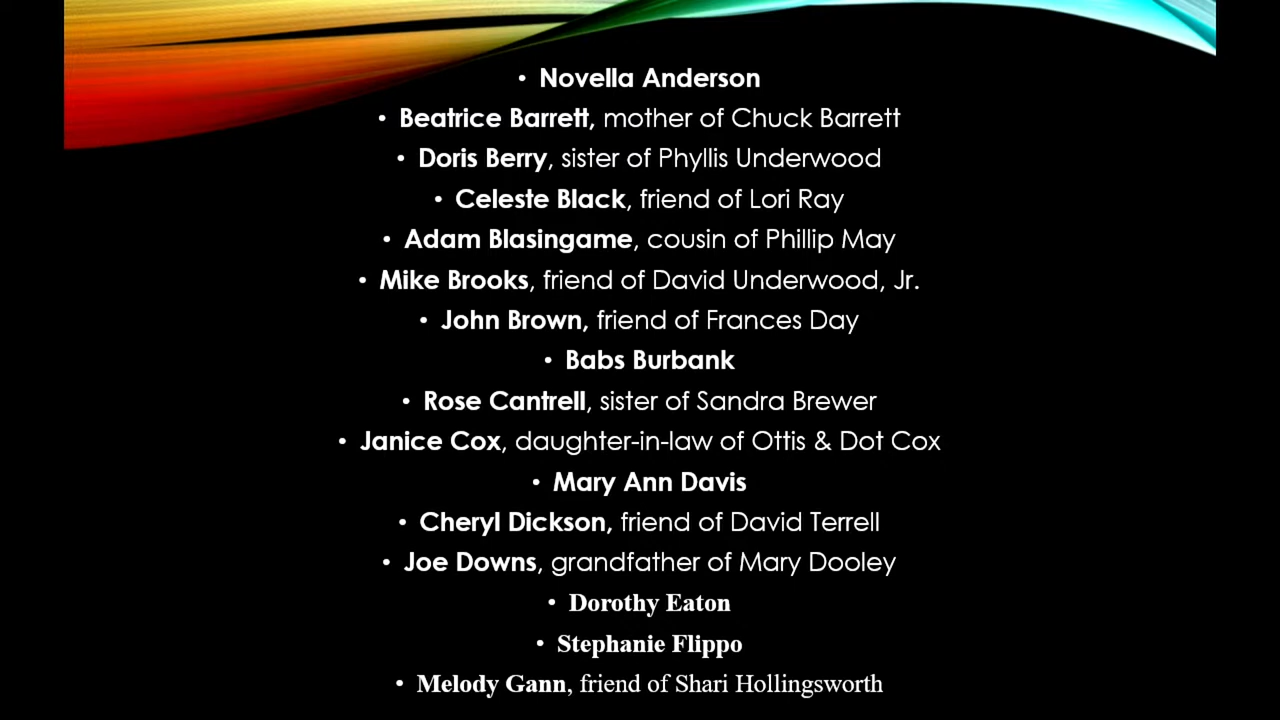 • Novella Anderson
• Beatrice Barrett, mother of Chuck Barrett
• Doris Berry, sister of Phyllis Underwood
• Celeste Black, friend of Lori Ray
• Adam Blasingame, cousin of Phillip May
• Mike Brooks, friend of David Underwood, Jr.
• John Brown, friend of Frances Day
• Babs Burbank
• Rose Cantrell, sister of Sandra Brewer
• Janice Cox, daughter-in-law of Ottis & Dot Cox
• Mary Ann Davis
• Cheryl Dickson, friend of David Terrell
• Joe Downs, grandfather of Mary Dooley
• Dorothy Eaton
• Stephanie Flippo
• Melody Gann, friend of Shari Hollingsworth